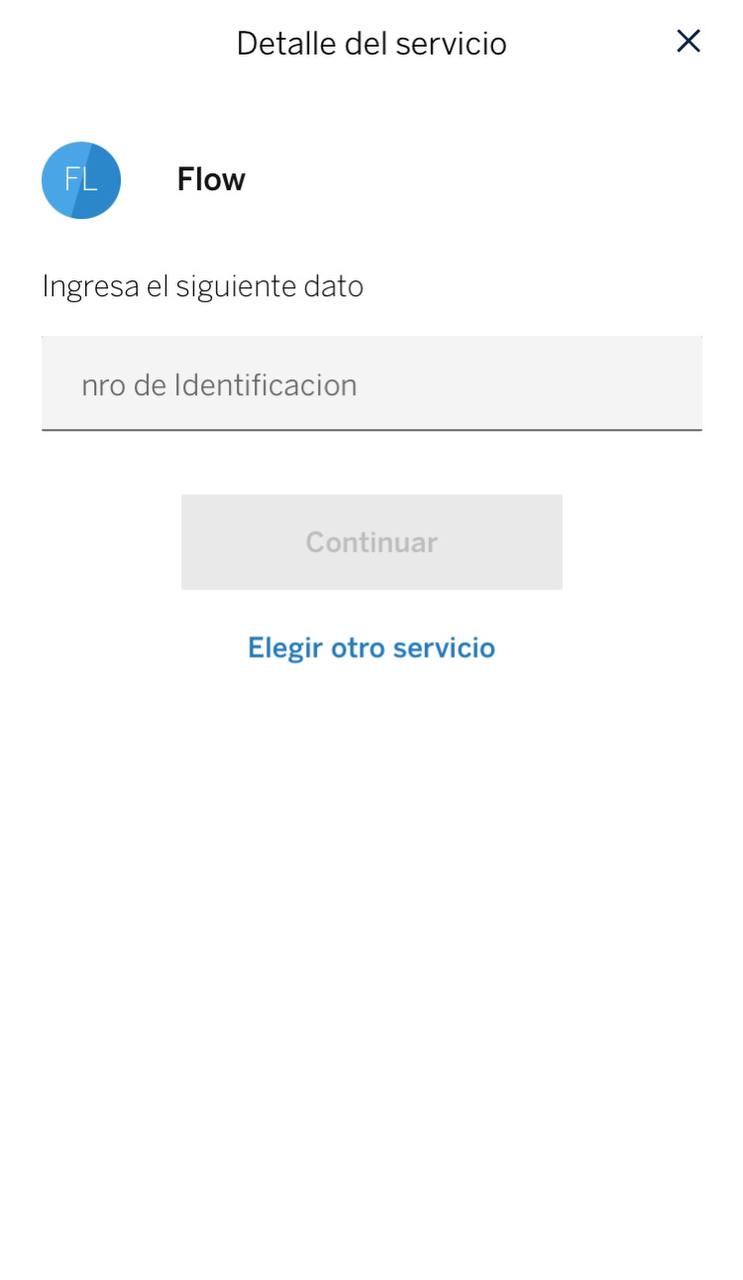 Detalle del servicio
FL
Flow
Ingresa el siguiente dato
nro de Identificacion
Continuar
Elegir otro servicio